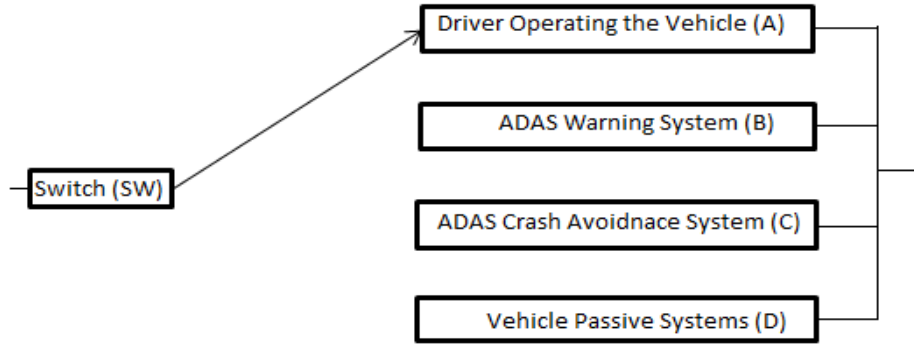 Driver Operating the Vehicle (A)
ADAS Warning System (B)
Switch (SW)
ADAS Crash Avoidnace System (C)
Vehicle Passive Systems (D)